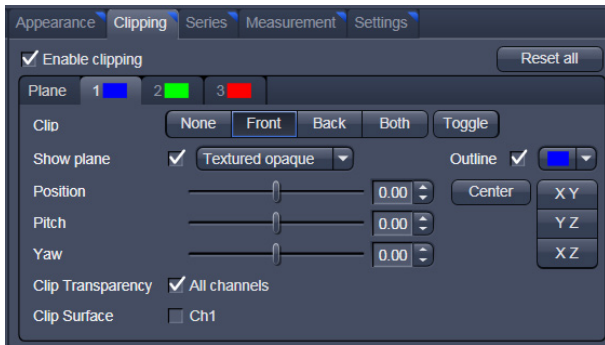 Appearance Clipping Series Measurement Settings
Enable clipping Reset all
Plane 1 2 3
Clip None Front Back Both Toggle
Show plane Textured opaque Outline
Position 0.00 Center X Y
Pitch 0.00 Y Z
Yaw 0.00 X Z
Clip Transparency All channels
Clip Surface Ch1